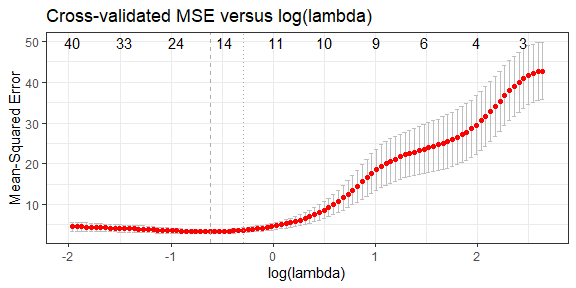 Cross-validated MSE versus log(lambda)
40 33 24 14 11 10 9 6 4 3
50
40
30
20
10
Mean-Squared Error
-2 -1 0 1 2
log(lambda)